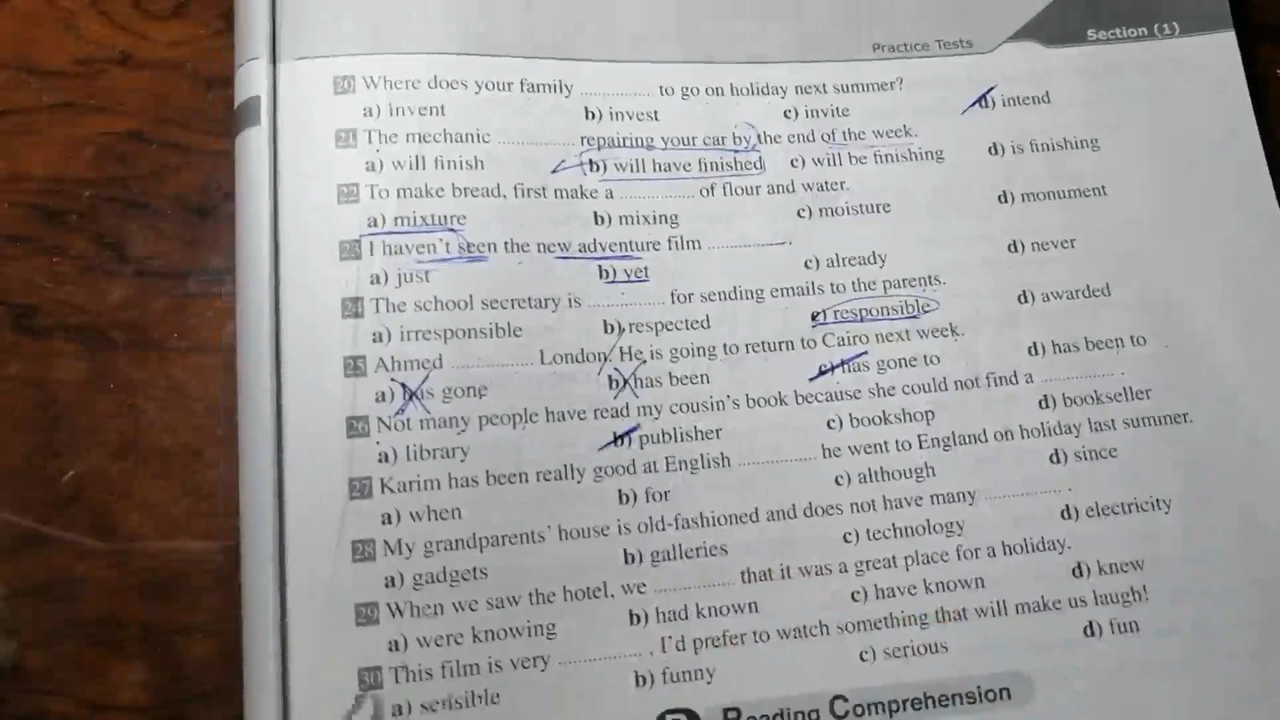 Practice Tests
Section (1)
20 Where does your family ............... to go on holiday next summer?
a) invent b) invest c) invite d) intend
21 The mechanic ............... repairing your car by the end of the week.
a) will finish b) will have finished c) will be finishing d) is finishing
22 To make bread, first make a ............... of flour and water.
a) mixture b) mixing c) moisture d) monument
23 I haven't seen the new adventure film ............... .
a) just b) yet c) already d) never
24 The school secretary is ............... for sending emails to the parents.
a) irresponsible b) respected c) responsible d) awarded
25 Ahmed ............... London. He is going to return to Cairo next week.
a) has gone b) has been c) has gone to d) has been to
26 Not many people have read my cousin's book because she could not find a ............... .
a) library b) publisher c) bookshop d) bookseller
27 Karim has been really good at English ............... he went to England on holiday last summer.
a) when b) for c) although d) since
28 My grandparents' house is old-fashioned and does not have many ............... .
a) gadgets b) galleries c) technology d) electricity
29 When we saw the hotel, we ............... that it was a great place for a holiday.
a) were knowing b) had known c) have known d) knew
30 This film is very ............... , I'd prefer to watch something that will make us laugh!
a) sensible b) funny c) serious d) fun
Reading Comprehension